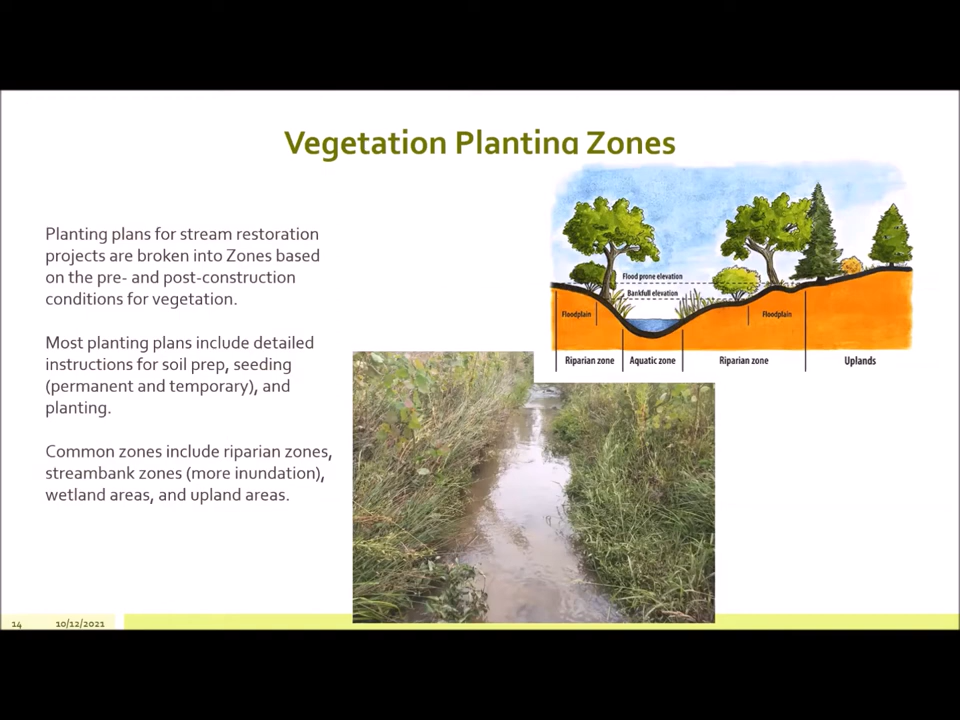 Vegetation Planting Zones
Planting plans for stream restoration
projects are broken into Zones based
on the pre- and post-construction
conditions for vegetation.
Most planting plans include detailed
instructions for soil prep, seeding
(permanent and temporary), and
planting.
Common zones include riparian zones,
streambank zones (more inundation),
wetland areas, and upland areas.
Flood prone elevation
Bankfull elevation
Floodplain
Floodplain
Riparian zone
Aquatic zone
Riparian zone
Uplands
14
10/12/2021